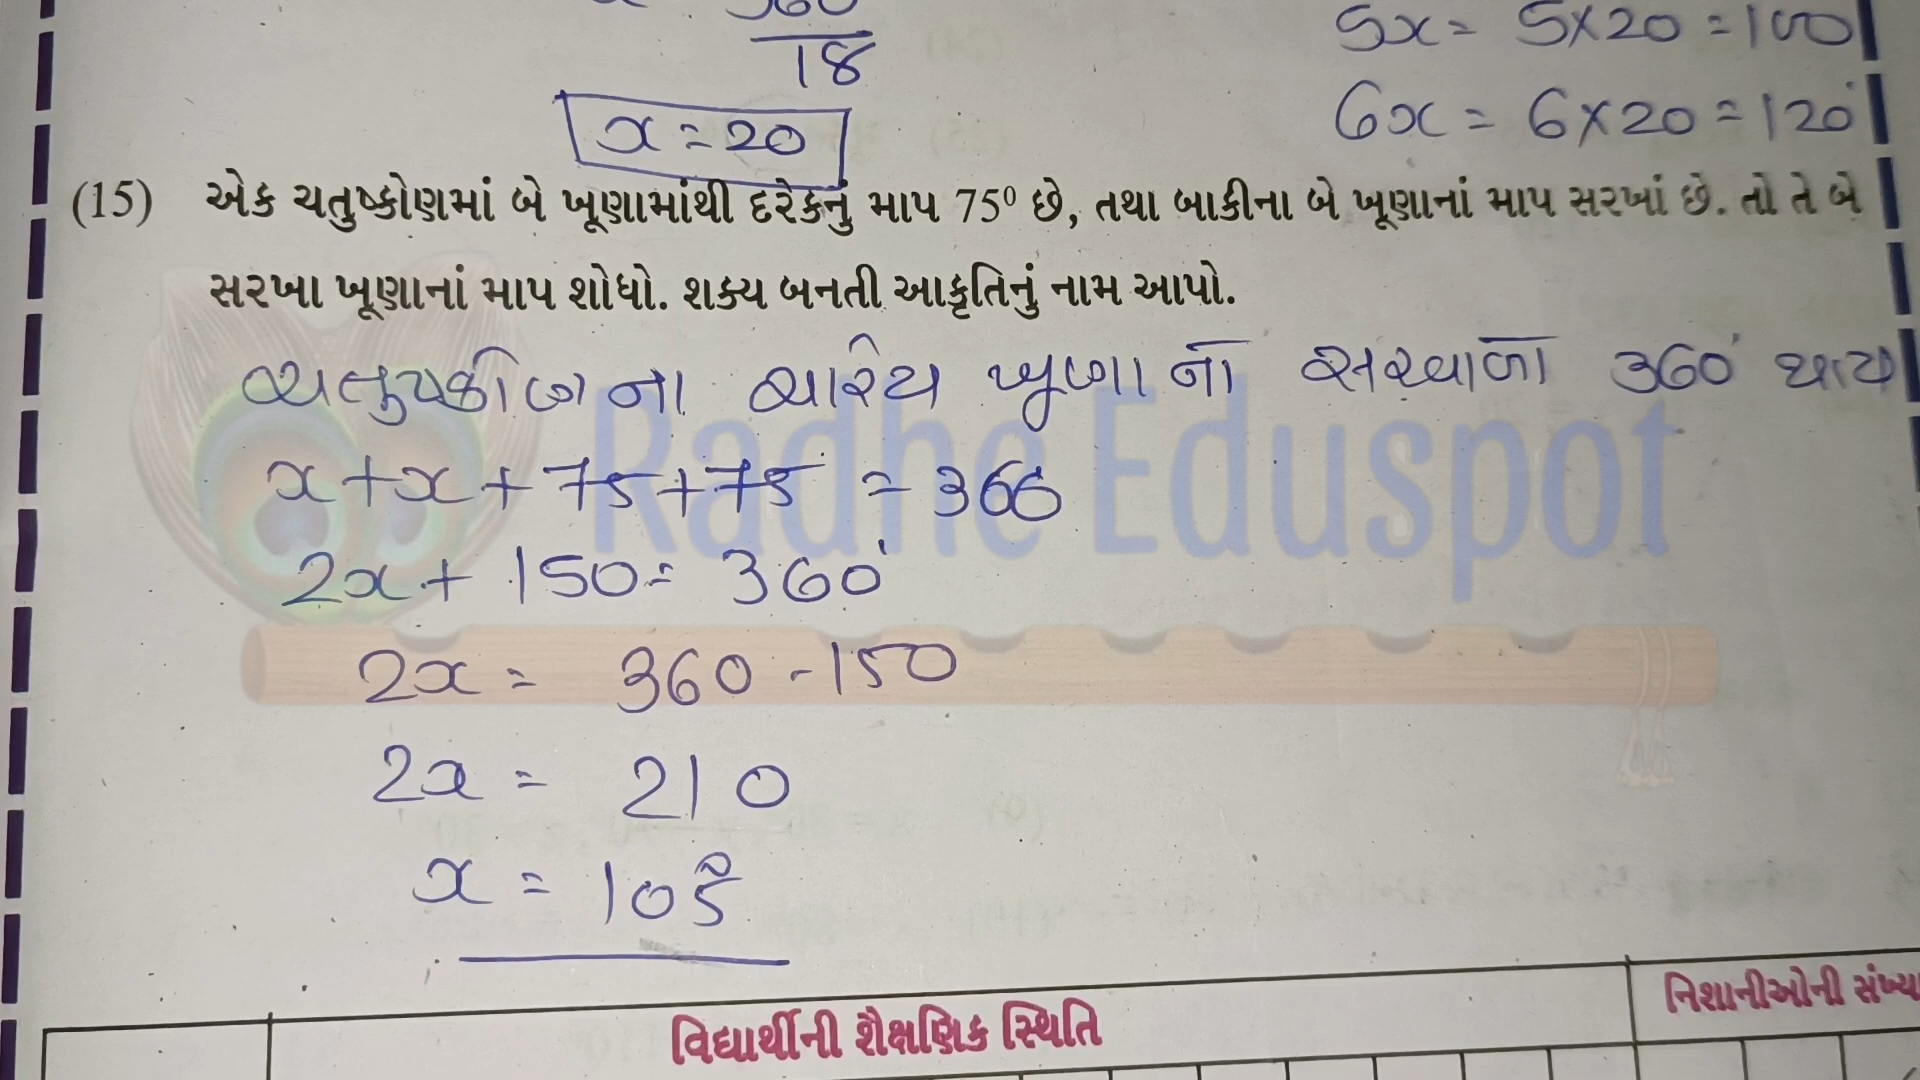 360
18
5x = 5×20 = 100
x = 20
6x = 6×20 = 120°
(15) એક ચતુષ્કોણમાં બે ખૂણામાંથી દરેકનું માપ 75⁰ છે, તથા બાકીના બે ખૂણાનાં માપ સરખાં છે. તો તે બે
સરખા ખૂણાનાં માપ શોધો. શક્ય બનતી આકૃતિનું નામ આપો.
ચતુષ્કોણના ચારેય ખૂણાનો સરવાળો 360° થાય
Radhe Eduspot
x + x + 75 + 75 = 360
2x + 150 = 360°
2x = 360 - 150
2x = 210
x = 105°
વિદ્યાર્થીની શૈક્ષણિક સ્થિતિ
નિશાનીઓની સંખ્યા